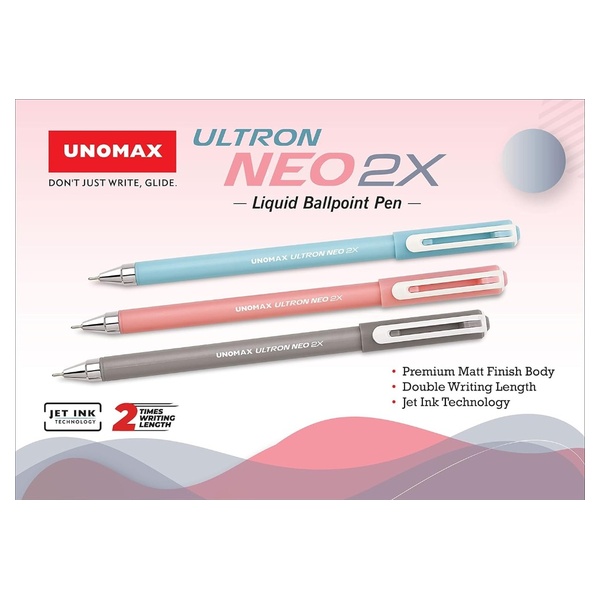 UNOMAX
DON'T JUST WRITE, GLIDE.
ULTRON
NEO 2X
— Liquid Ballpoint Pen —
UNOMAX ULTRON NEO 2X
UNOMAX ULTRON NEO 2X
UNOMAX ULTRON NEO 2X
• Premium Matt Finish Body
• Double Writing Length
• Jet Ink Technology
JET INK
TECHNOLOGY
2 TIMES
WRITING
LENGTH